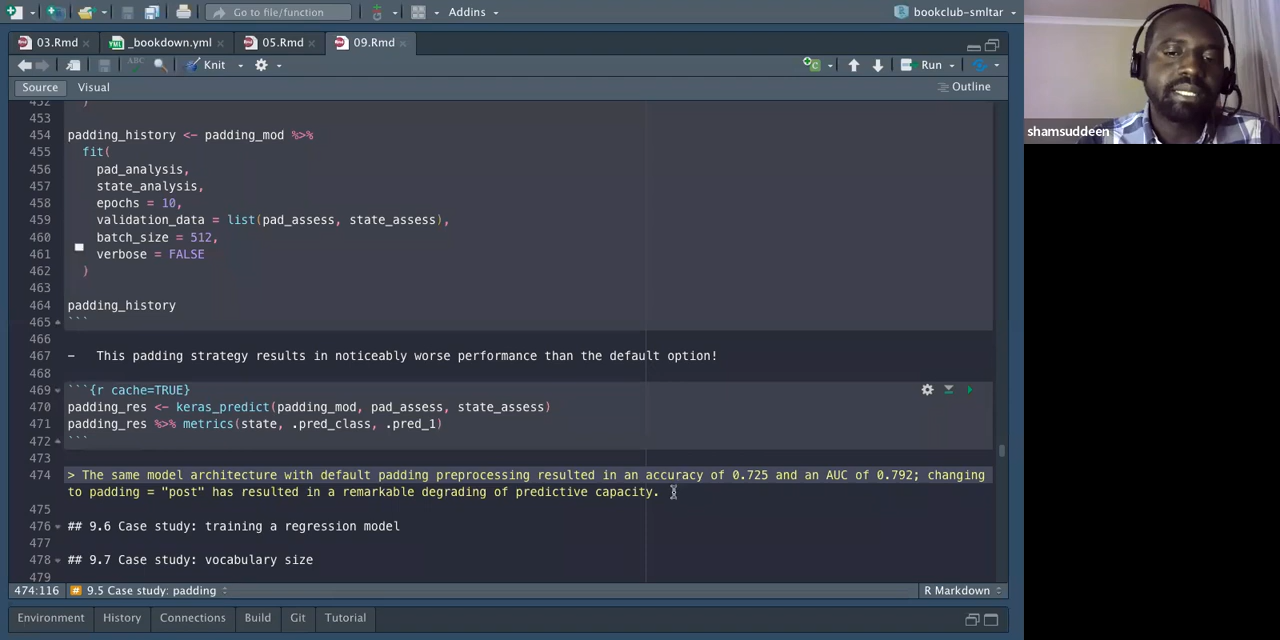 Go to file/function
Addins
bookclub-smltar
03.Rmd
_bookdown.yml
05.Rmd
09.Rmd
ABC
Knit
Run
Source
Visual
Outline
452 )
453
454 padding_history <- padding_mod %>%
455 fit(
456 pad_analysis,
457 state_analysis,
458 epochs = 10,
459 validation_data = list(pad_assess, state_assess),
460 batch_size = 512,
461 verbose = FALSE
462 )
463
464 padding_history
465 ```
466
467 - This padding strategy results in noticeably worse performance than the default option!
468
469 ```{r cache=TRUE}
470 padding_res <- keras_predict(padding_mod, pad_assess, state_assess)
471 padding_res %>% metrics(state, .pred_class, .pred_1)
472 ```
473
474 > The same model architecture with default padding preprocessing resulted in an accuracy of 0.725 and an AUC of 0.792; changing
to padding = "post" has resulted in a remarkable degrading of predictive capacity.
475
476 ## 9.6 Case study: training a regression model
477
478 ## 9.7 Case study: vocabulary size
479
474:116
# 9.5 Case study: padding
R Markdown
Environment
History
Connections
Build
Git
Tutorial
shamsuddeen